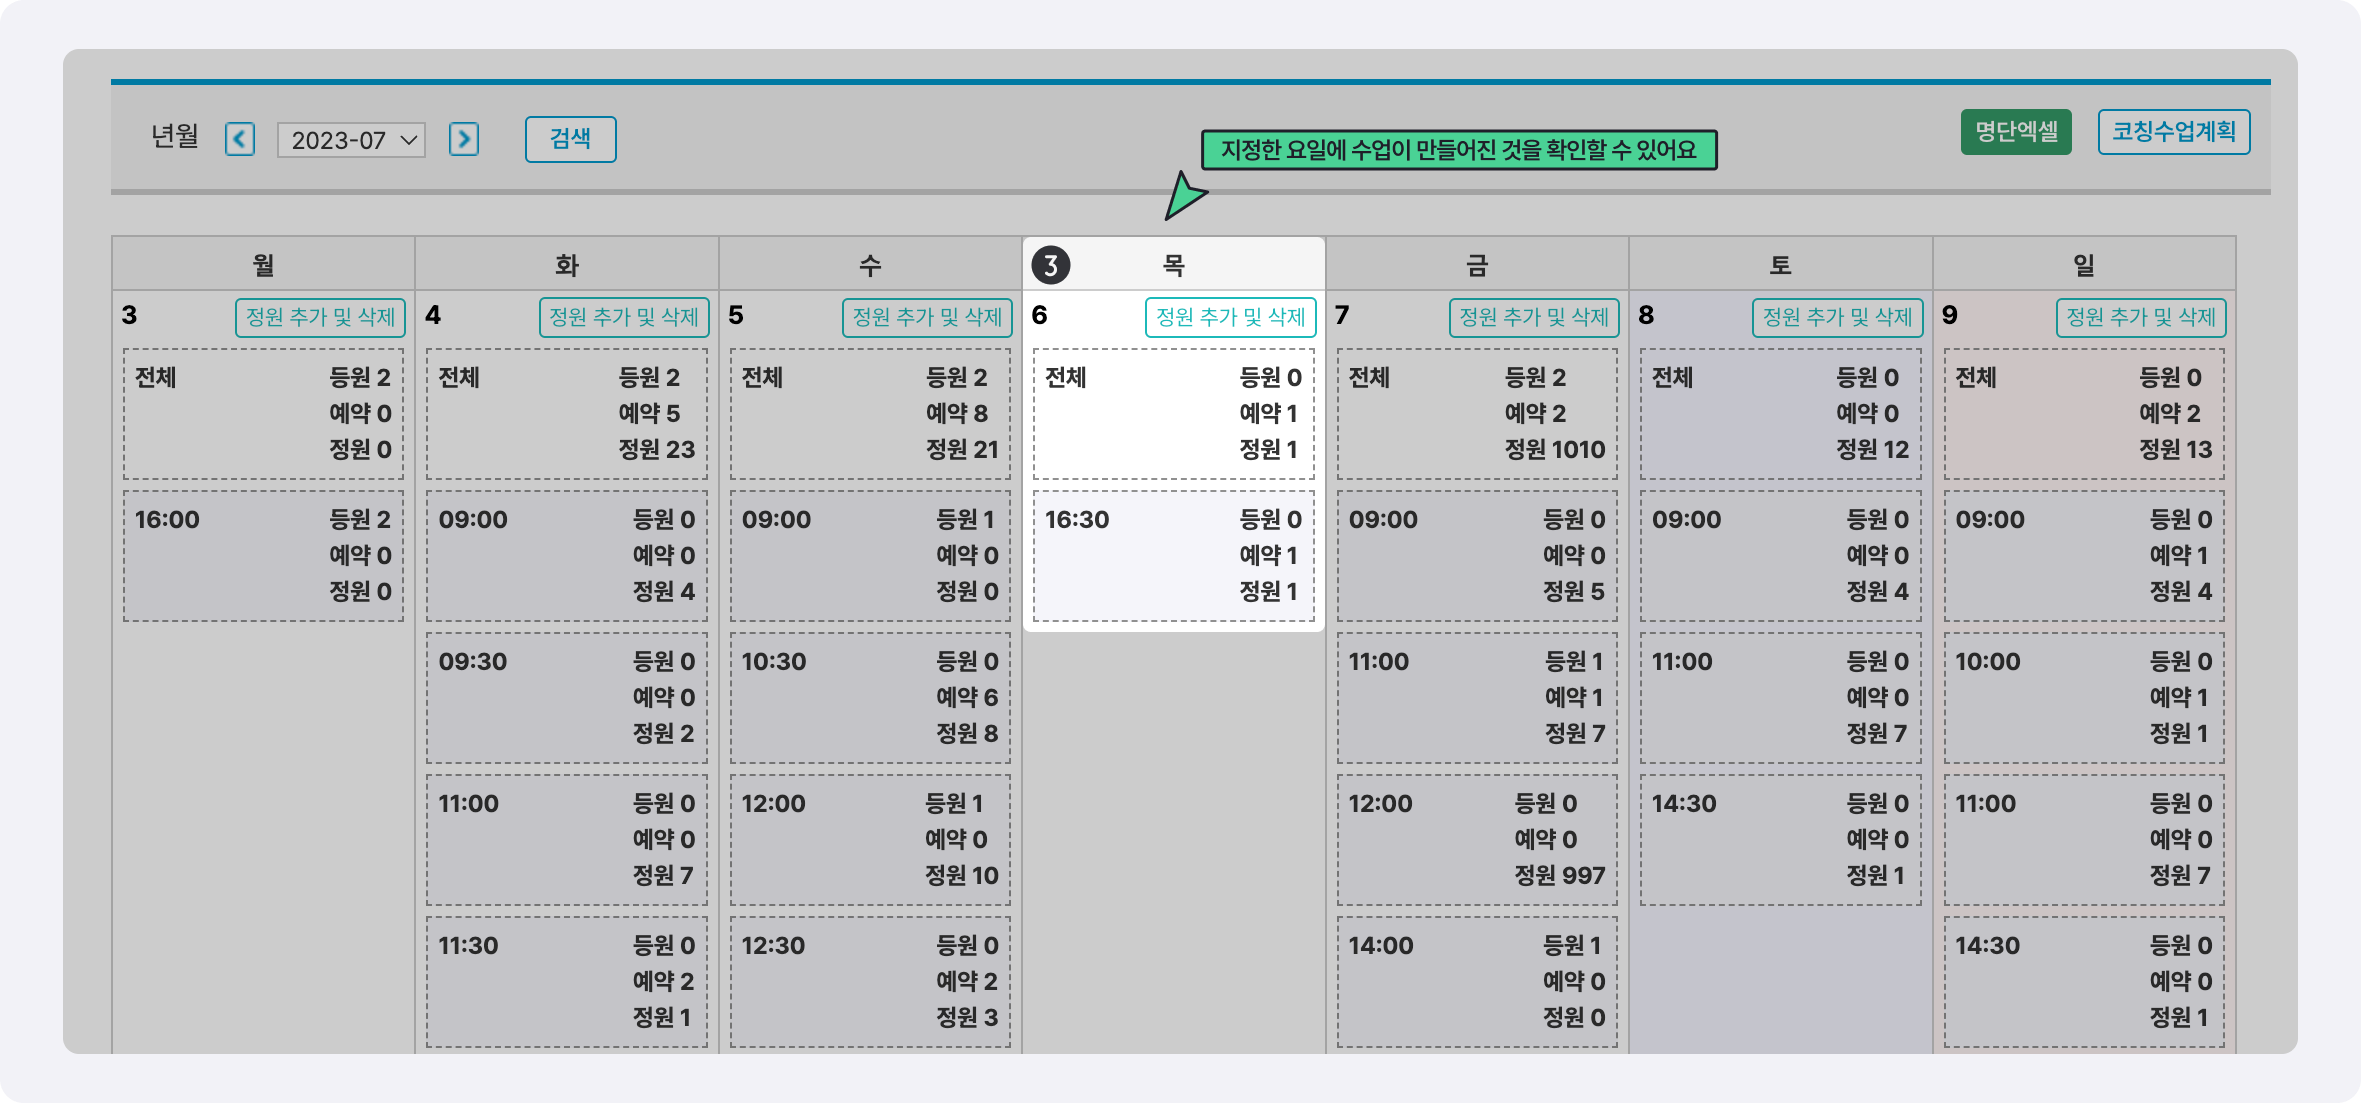 년월
2023-07
검색
지정한 요일에 수업이 만들어진 것을 확인할 수 있어요
명단엑셀
코칭수업계획
월
화
수
3
목
금
토
일
3
정원 추가 및 삭제
4
정원 추가 및 삭제
5
정원 추가 및 삭제
6
정원 추가 및 삭제
7
정원 추가 및 삭제
8
정원 추가 및 삭제
9
정원 추가 및 삭제
전체
등원 2
예약 0
정원 0
전체
등원 2
예약 5
정원 23
전체
등원 2
예약 8
정원 21
전체
등원 0
예약 1
정원 1
전체
등원 2
예약 2
정원 1010
전체
등원 0
예약 0
정원 12
전체
등원 0
예약 2
정원 13
16:00
등원 2
예약 0
정원 0
09:00
등원 0
예약 0
정원 4
09:00
등원 1
예약 0
정원 0
16:30
등원 0
예약 1
정원 1
09:00
등원 0
예약 0
정원 5
09:00
등원 0
예약 0
정원 4
09:00
등원 0
예약 1
정원 4
09:30
등원 0
예약 0
정원 2
10:30
등원 0
예약 6
정원 8
11:00
등원 1
예약 1
정원 7
11:00
등원 0
예약 0
정원 7
10:00
등원 0
예약 1
정원 1
11:00
등원 0
예약 0
정원 7
12:00
등원 1
예약 0
정원 10
12:00
등원 0
예약 0
정원 997
14:30
등원 0
예약 0
정원 1
11:00
등원 0
예약 0
정원 7
11:30
등원 0
예약 2
정원 1
12:30
등원 0
예약 2
정원 3
14:00
등원 1
예약 0
정원 0
14:30
등원 0
예약 0
정원 1